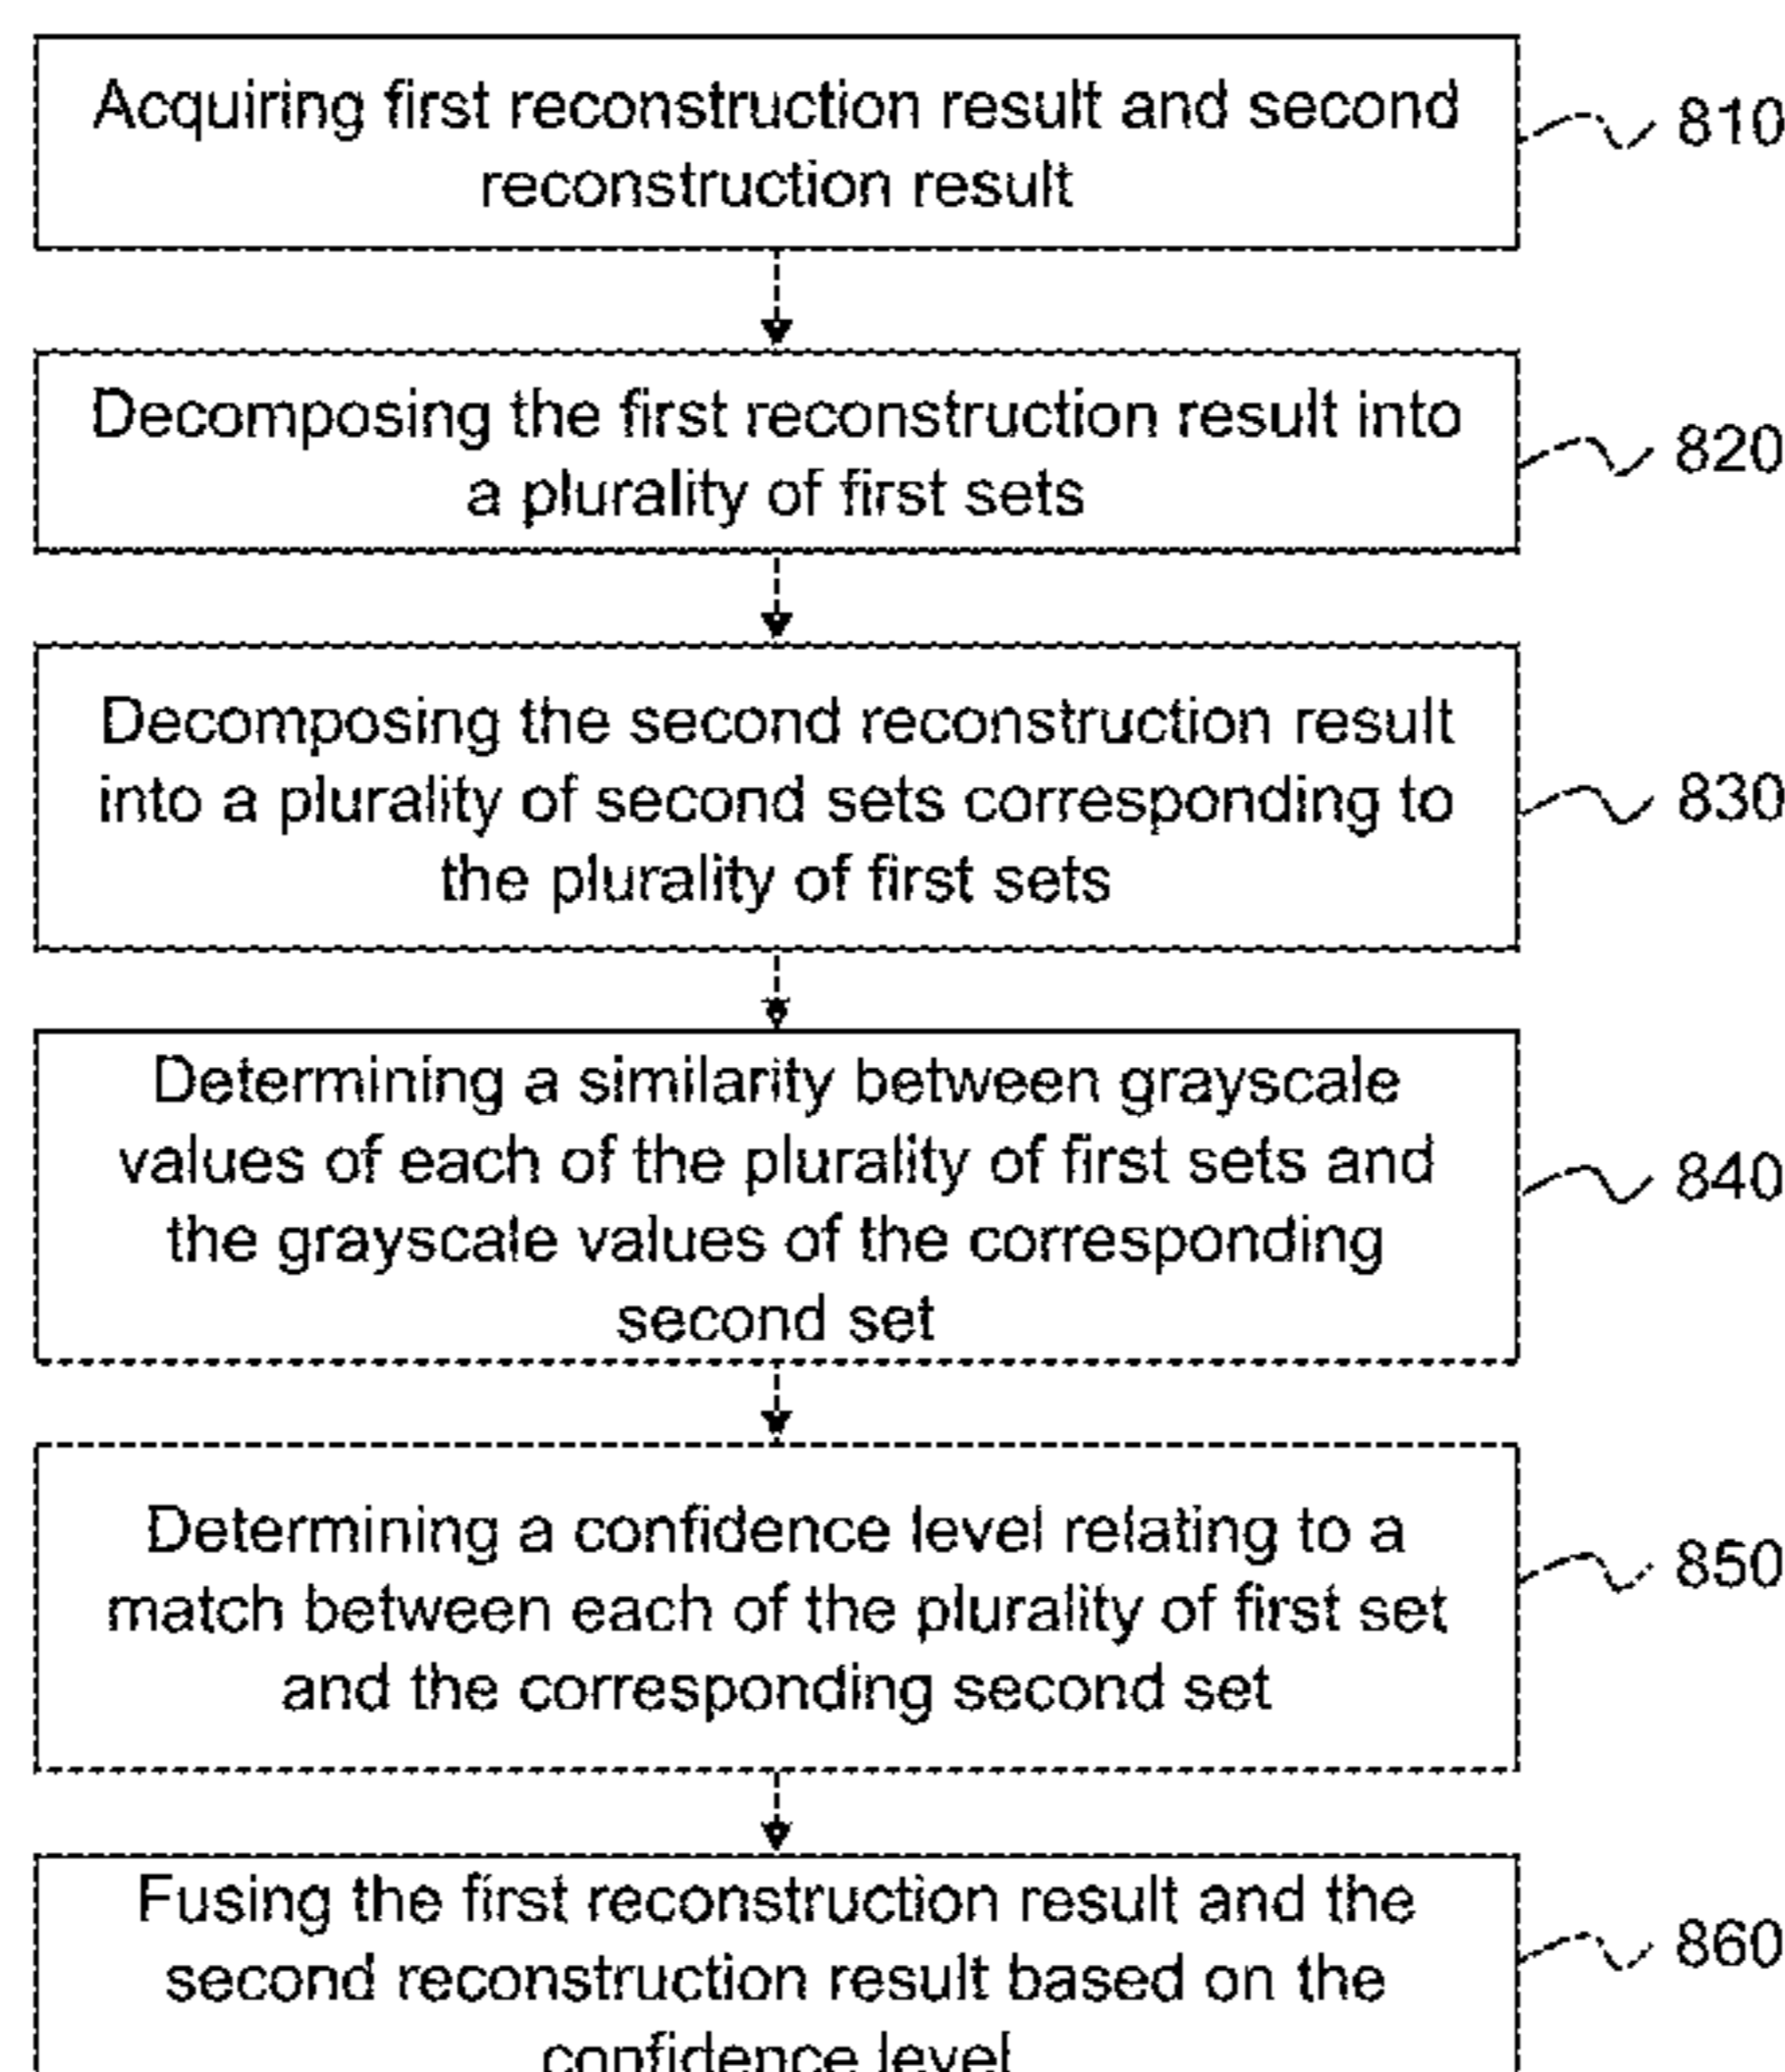 Acquiring first reconstruction result and second
reconstruction result
810
Decomposing the first reconstruction result into
a plurality of first sets
820
Decomposing the second reconstruction result
into a plurality of second sets corresponding to
the plurality of first sets
830
Determining a similarity between grayscale
values of each of the plurality of first sets and
the grayscale values of the corresponding
second set
840
Determining a confidence level relating to a
match between each of the plurality of first set
and the corresponding second set
850
Fusing the first reconstruction result and the
second reconstruction result based on the
confidence level
860